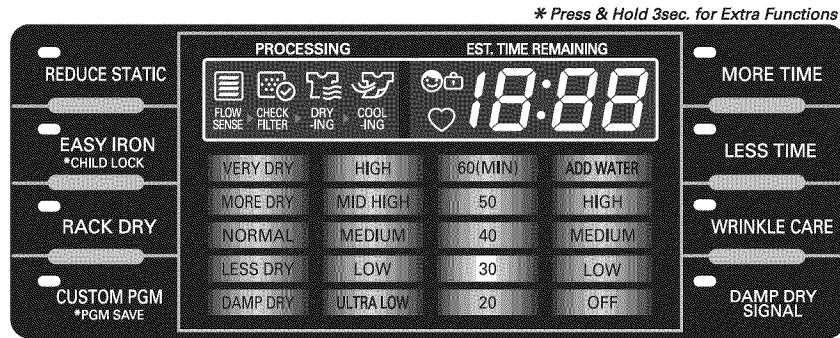 * Press & Hold 3sec. for Extra Functions
REDUCE STATIC
EASY IRON
*CHILD LOCK
RACK DRY
CUSTOM PGM
*PGM SAVE
PROCESSING
EST. TIME REMAINING
FLOW SENSE
CHECK FILTER
DRY -ING
COOL -ING
18:88
VERY DRY HIGH 60(MIN) ADD WATER
MORE DRY MID HIGH 50 HIGH
NORMAL MEDIUM 40 MEDIUM
LESS DRY LOW 30 LOW
DAMP DRY ULTRA LOW 20 OFF
MORE TIME
LESS TIME
WRINKLE CARE
DAMP DRY
SIGNAL